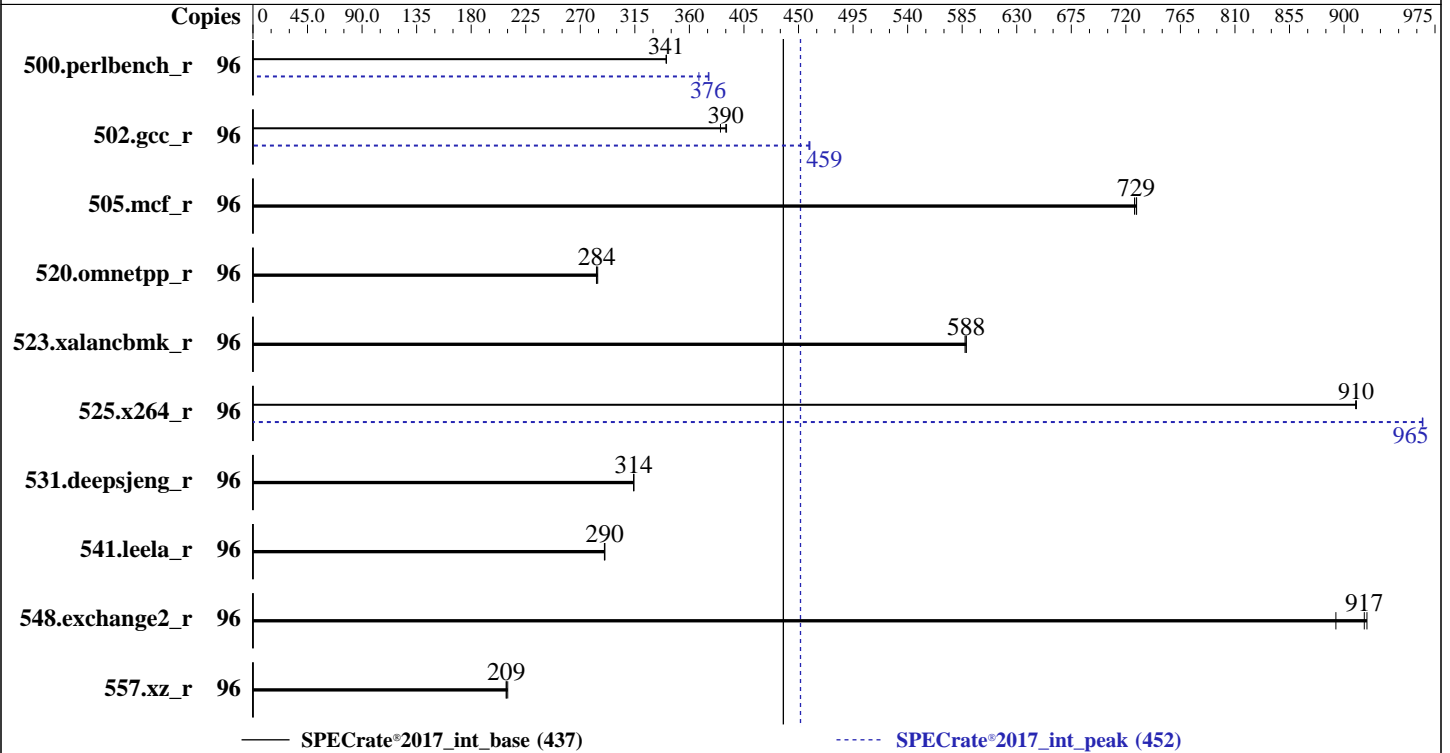 Copies 0 45.0 90.0 135 180 225 270 315 360 405 450 495 540 585 630 675 720 765 810 855 900 975
500.perlbench_r 96 341
376
502.gcc_r 96 390
459
505.mcf_r 96 729
520.omnetpp_r 96 284
523.xalancbmk_r 96 588
525.x264_r 96 910
965
531.deepsjeng_r 96 314
541.leela_r 96 290
548.exchange2_r 96 917
557.xz_r 96 209
SPECrate®2017_int_base (437) SPECrate®2017_int_peak (452)